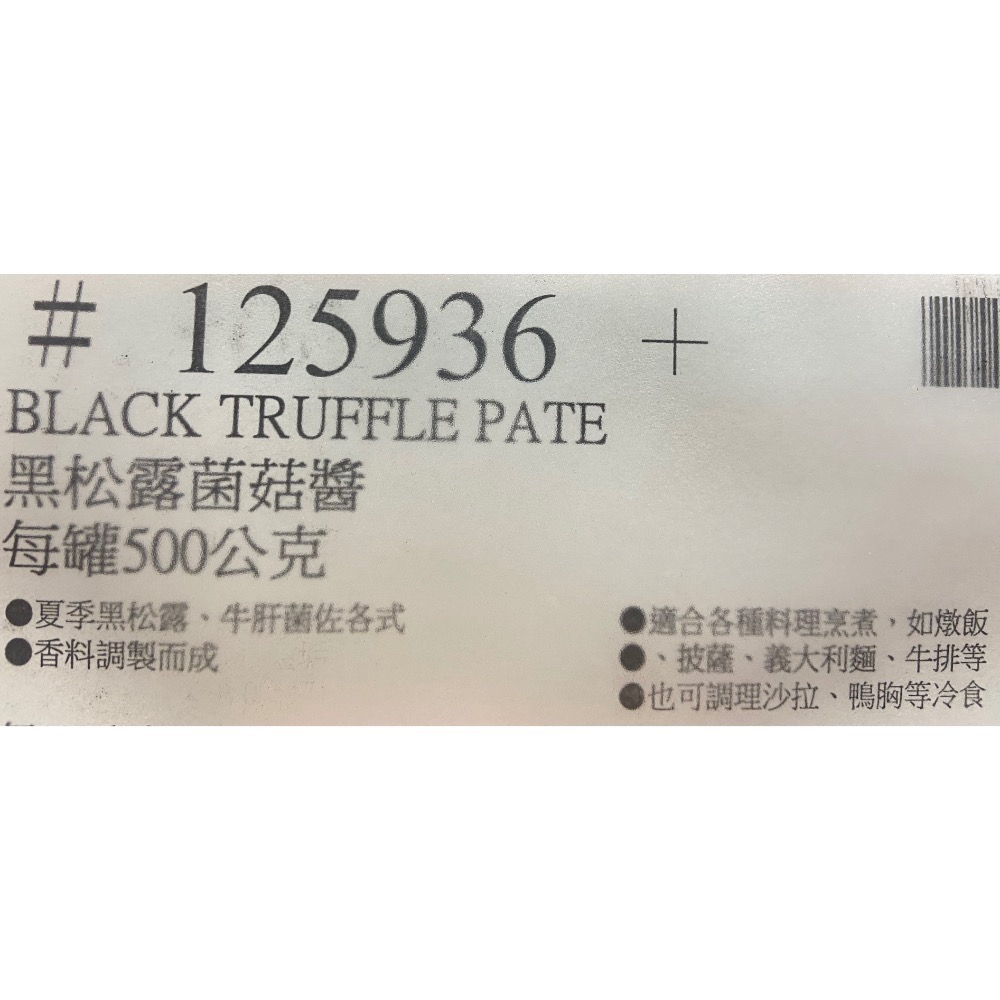 # 125936 +
BLACK TRUFFLE PATE
黑松露菌菇醬
每罐500公克
●夏季黑松露、牛肝菌佐各式
●香料調製而成
●適合各種料理烹煮，如燉飯
●、披薩、義大利麵、牛排等
●也可調理沙拉、鴨胸等冷食